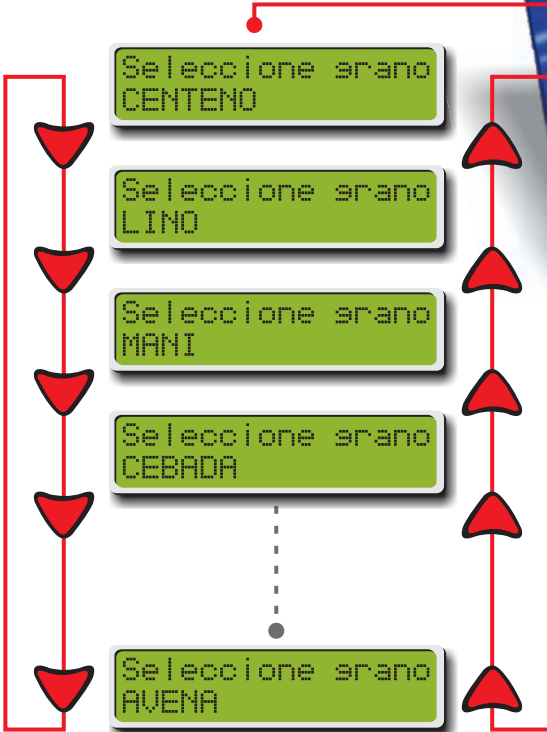 Seleccione grano
CENTENO
Seleccione grano
LINO
Seleccione grano
MANI
Seleccione grano
CEBADA
Seleccione grano
AVENA